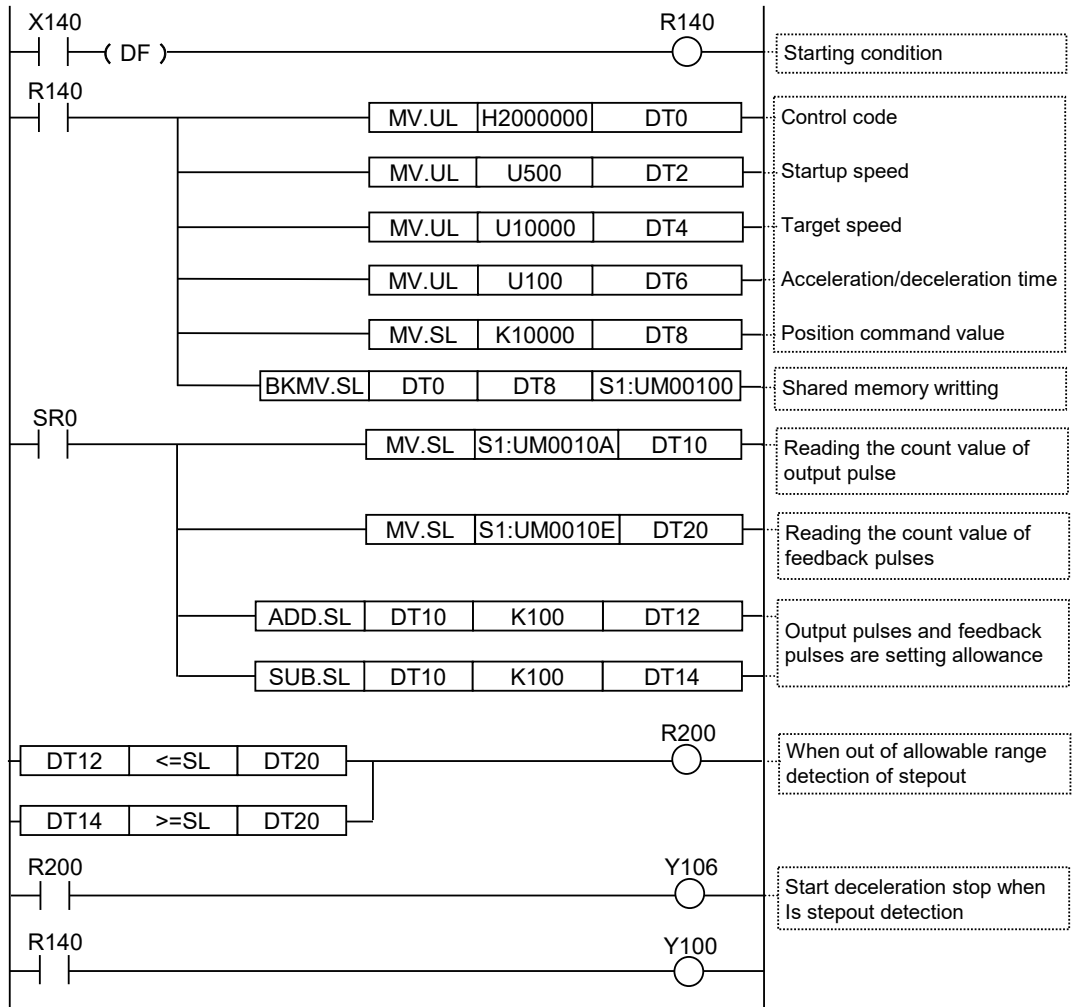 X140
R140
( DF )
Starting condition
R140
MV.UL H2000000 DT0
Control code
MV.UL U500 DT2
Startup speed
MV.UL U10000 DT4
Target speed
MV.UL U100 DT6
Acceleration/deceleration time
MV.SL K10000 DT8
Position command value
BKMV.SL DT0 DT8 S1:UM00100
Shared memory writting
SR0
MV.SL S1:UM0010A DT10
Reading the count value of
output pulse
MV.SL S1:UM0010E DT20
Reading the count value of
feedback pulses
ADD.SL DT10 K100 DT12
Output pulses and feedback
pulses are setting allowance
SUB.SL DT10 K100 DT14
R200
DT12 <=SL DT20
When out of allowable range
detection of stepout
DT14 >=SL DT20
R200
Y106
Start deceleration stop when
Is stepout detection
R140
Y100